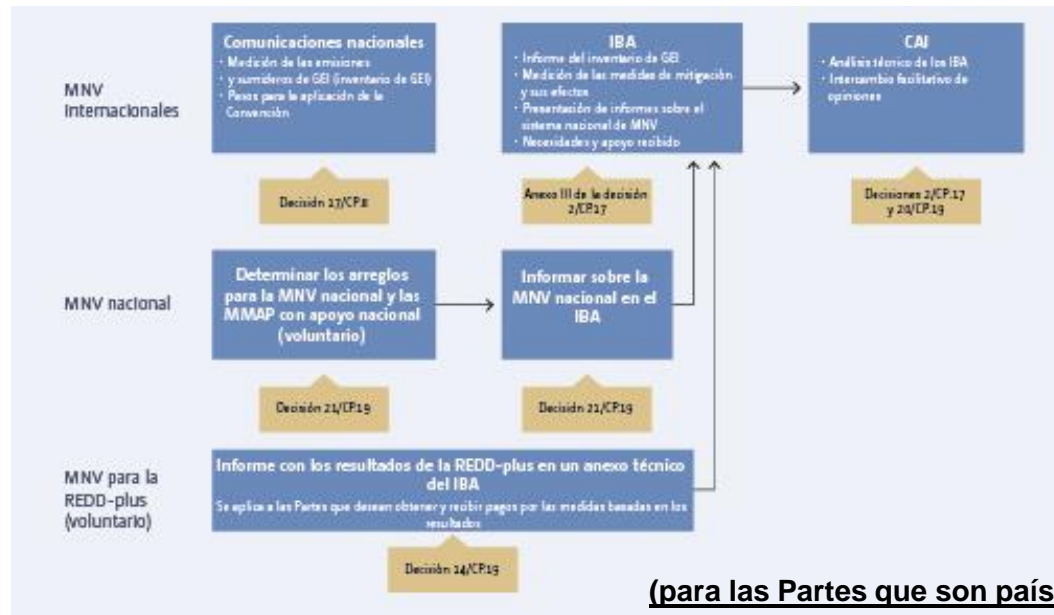 Comunicaciones nacionales
· Medición de las emisiones
· y sumideros de GEI (inventario de GEI)
· Pasos para la aplicación de la
Convención
IBA
· Informe del inventario de GEI
· Medición de las medidas de mitigación
y sus efectos
· Presentación de informes sobre el
sistema nacional de MNV
· Necesidades y apoyo recibido
CAI
· Análisis técnico de los IBA
· Intercambio facilitativo de
opiniones
MNV
Internacionales
Decisión 17/CP.8
Anexo III de la decisión
2/CP.17
Decisiones 2/CP.17
y 20/CP.19
MNV nacional
Determinar los arreglos
para la MNV nacional y las
MMAP con apoyo nacional
(voluntario)
Informar sobre la
MNV nacional en el
IBA
Decisión 21/CP.19
Decisión 21/CP.19
MNV para la
REDD-plus
(voluntario)
Informe con los resultados de la REDD-plus en un anexo técnico
del IBA
Se aplica a las Partes que desean obtener y recibir pagos por las medidas basadas en los
resultados
Decisión 14/CP.19
(para las Partes que son país